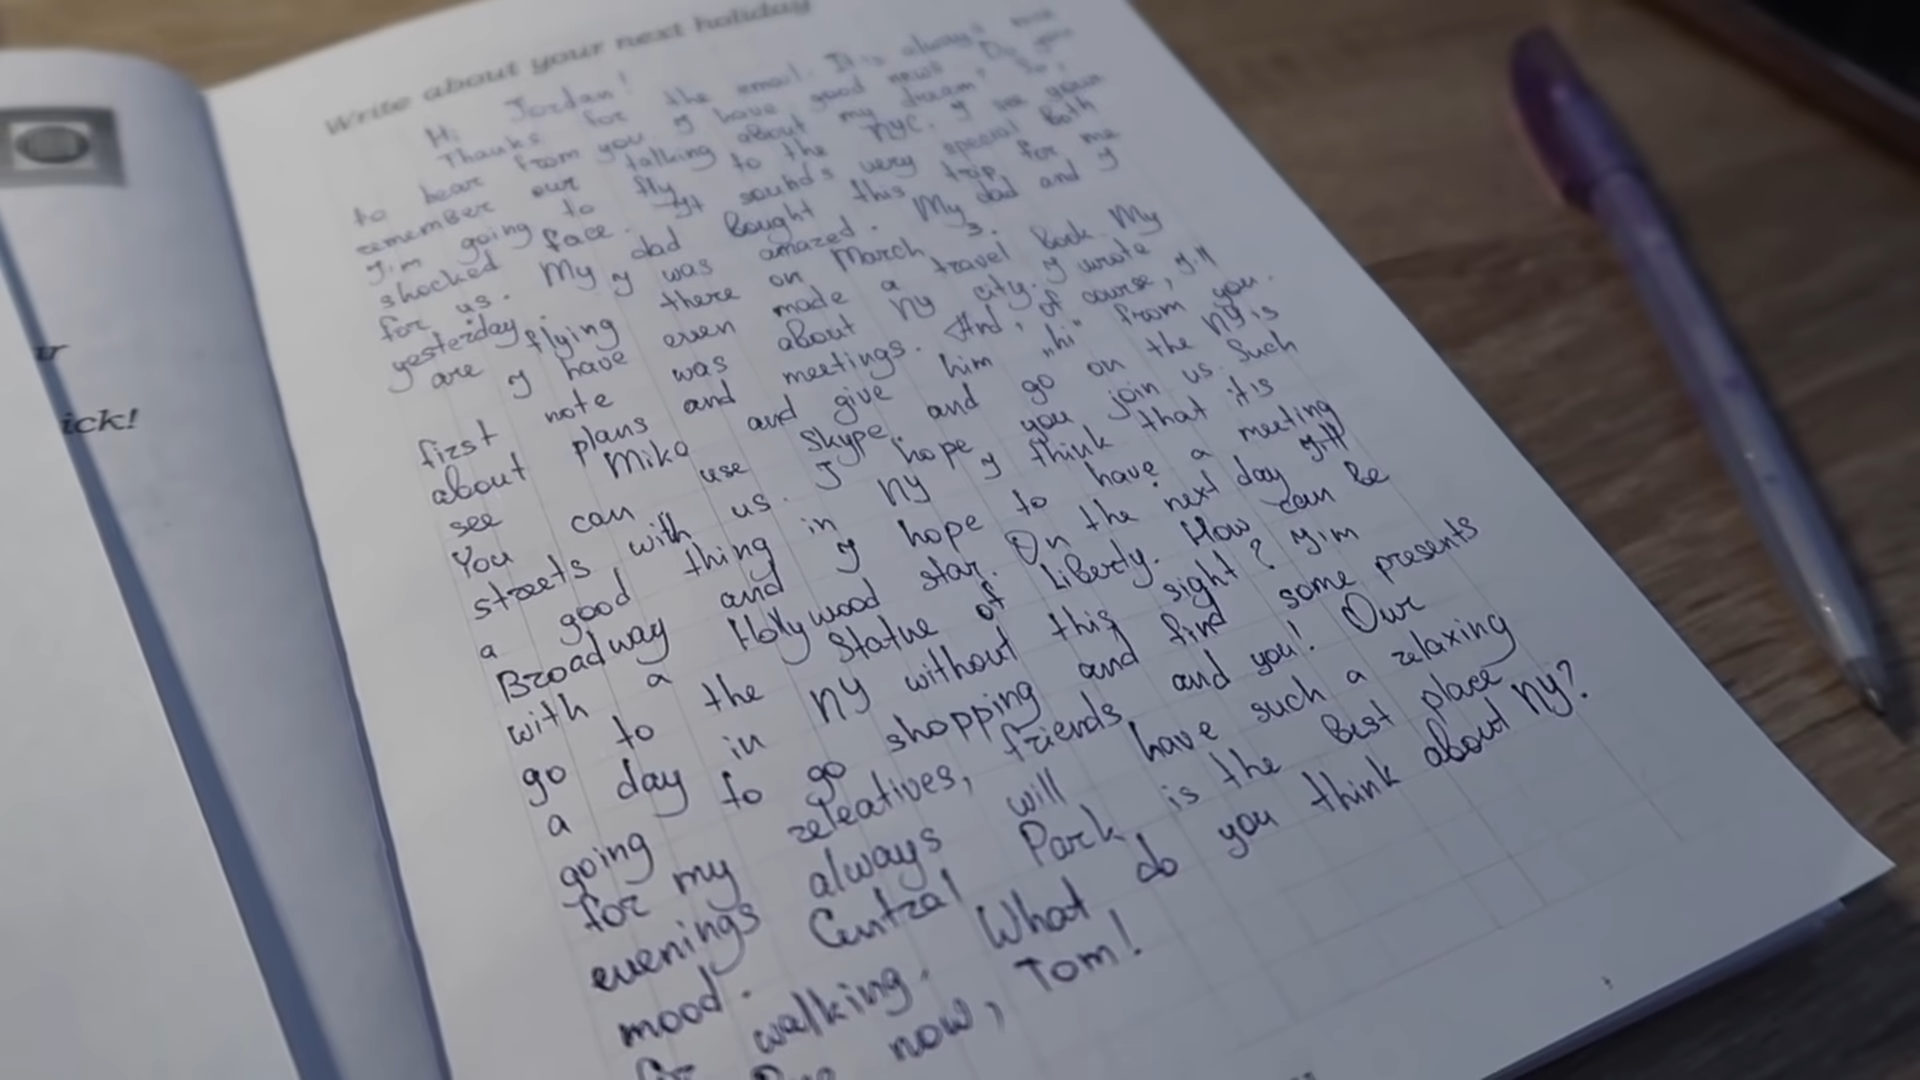 ur
ick!
Write about your next holiday
Hi Jordan!
Thanks for the email. It is always nice
to hear from you. I have good news! Do you
remember our talking about my dream? So,
I'm going to fly to the NYC. I see your
shocked face. It sounds very special Both
for us. My dad bought this trip for me
yesterday. I was amazed. My dad and I
are flying there on March 3.
I have even made a travel book. My
first note was about NY city. I wrote
about plans and meetings. And, of course, I'll
see Miko and give him "hi" from you.
You can use Skype and go on the NY's
streets with us. I hope you join us. Such
a good thing in NY I think that it's
Broadway and I hope to have a meeting
with a Hollywood star. On the next day I'll
go to the Statue of Liberty. How can be
a day in NY without this sight? I'm
going to go shopping and find some presents
for my releatives, friends and you! Our
evenings always will have such a relaxing
mood. Central Park is the best place
for walking. What do you think about NY?
Bye now, Tom!